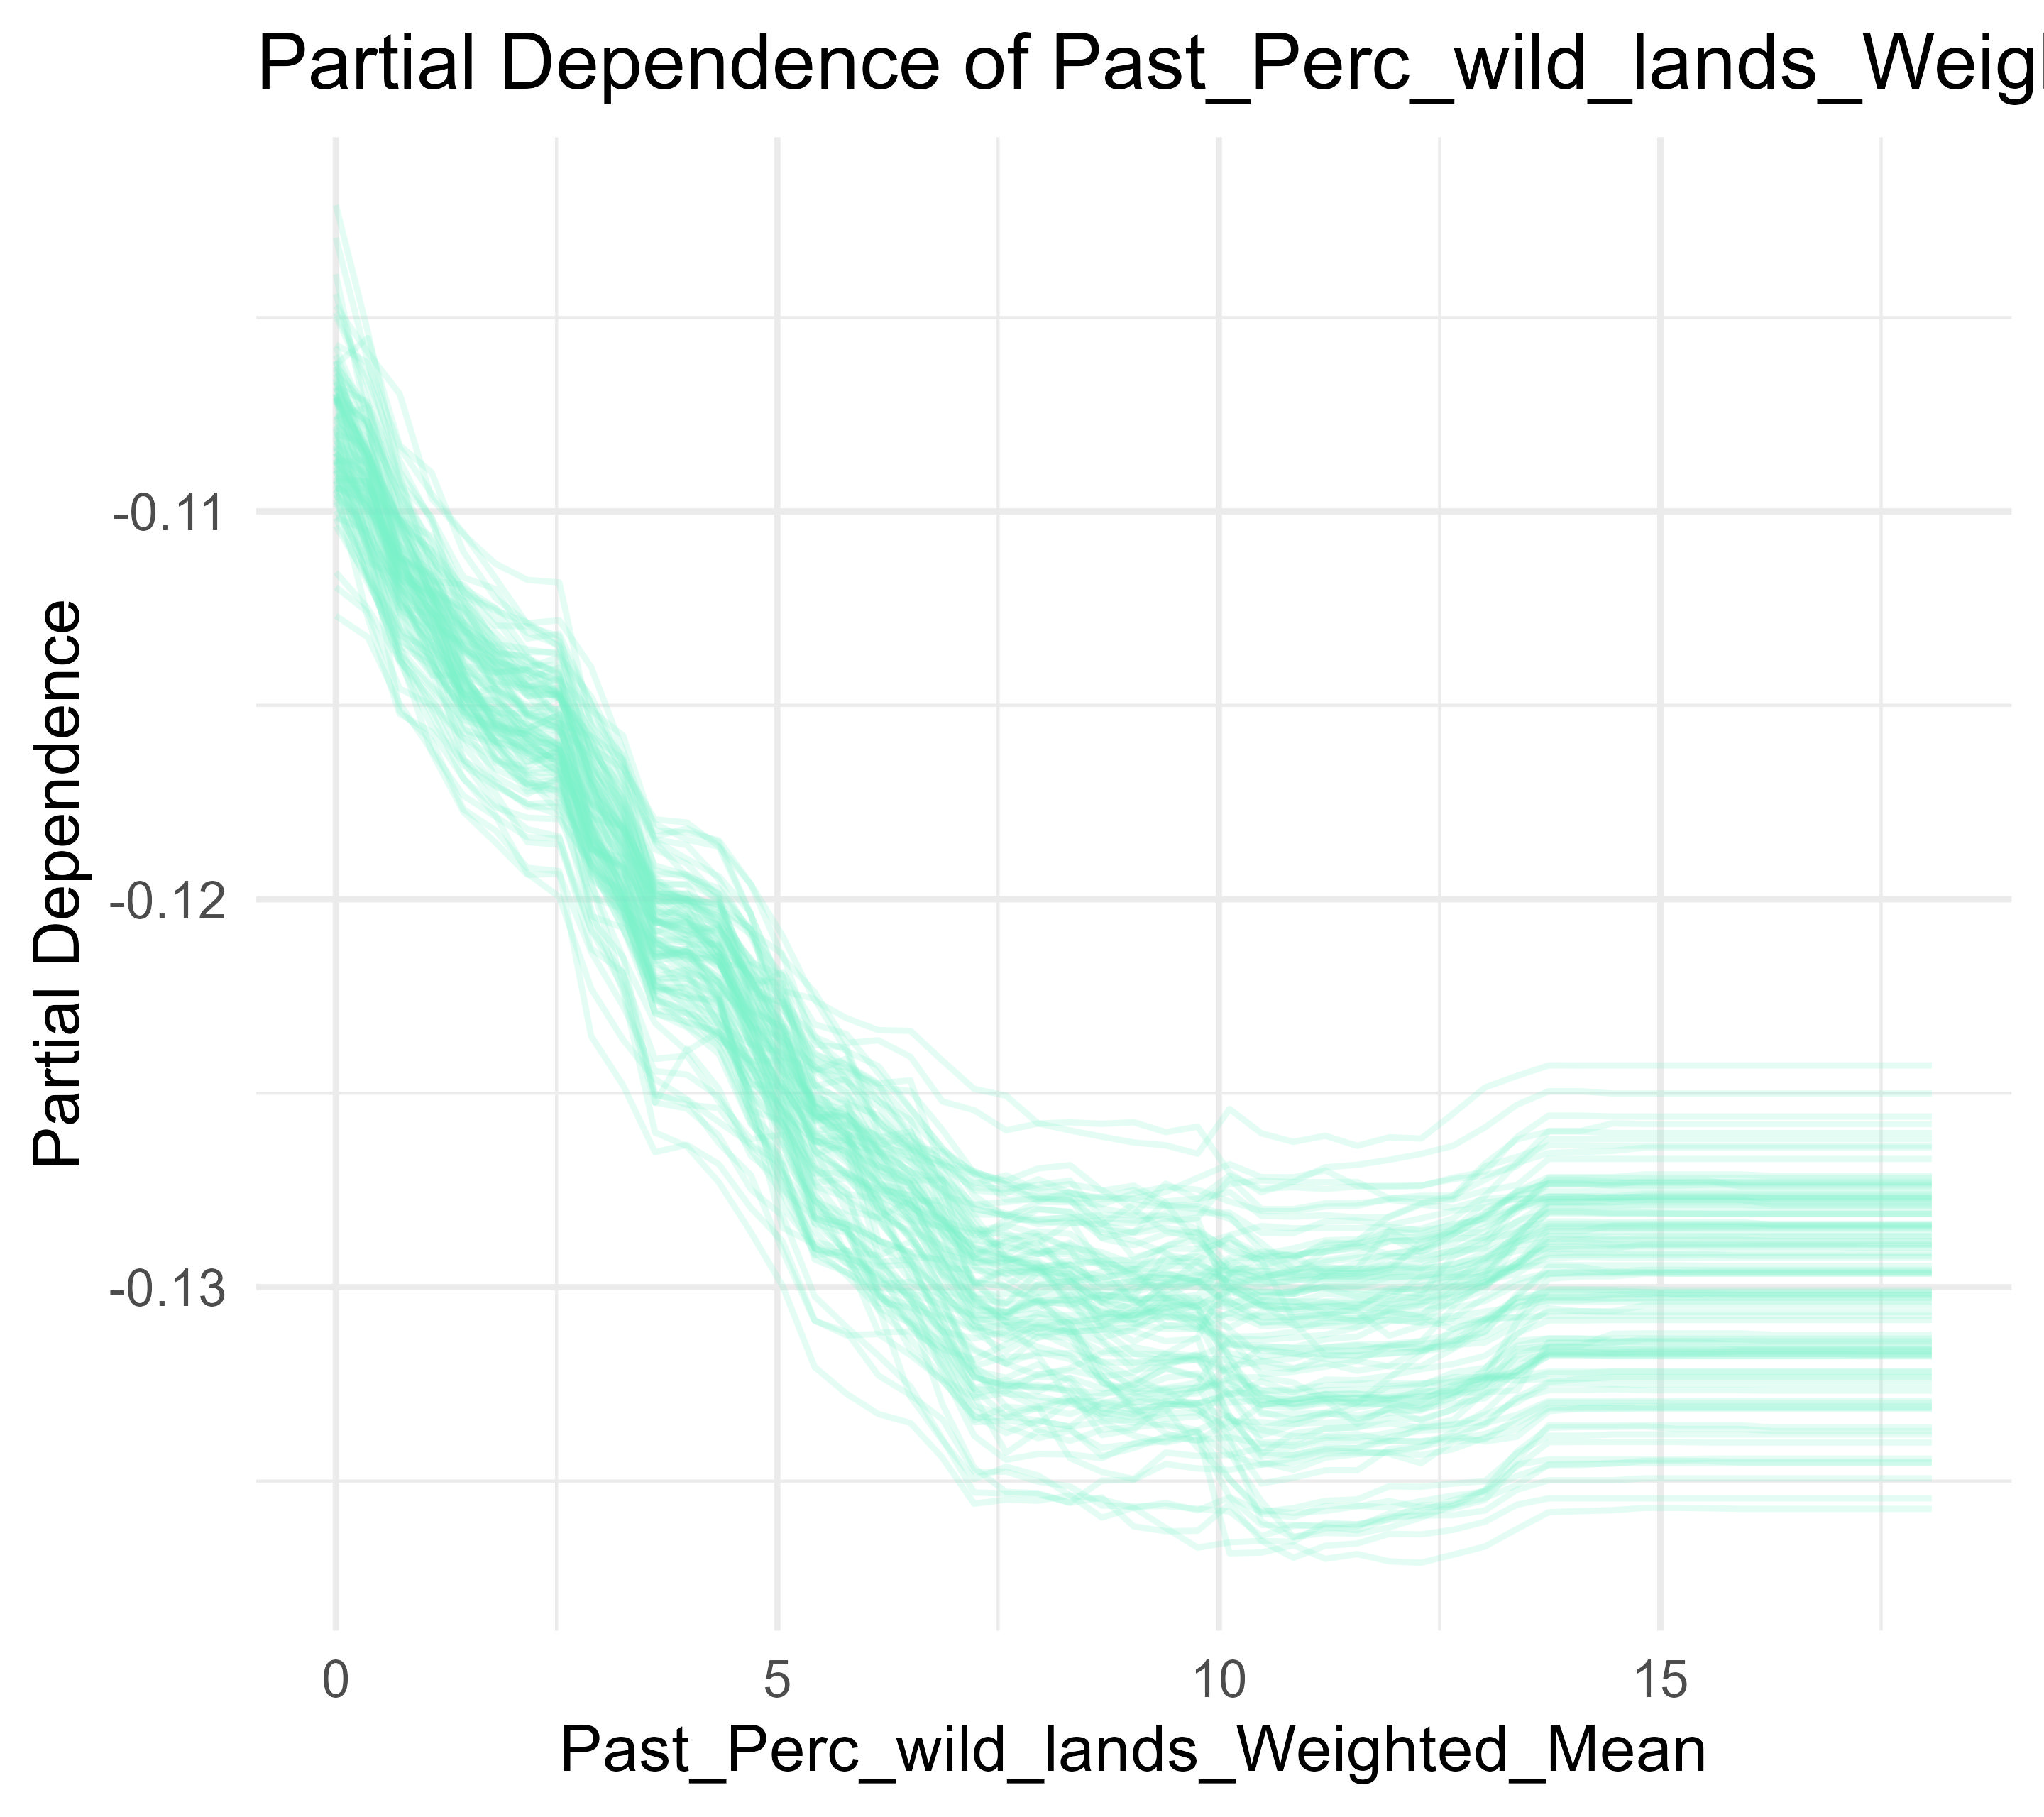 Partial Dependence of Past_Perc_wild_lands_Weig
Partial Dependence
-0.11
-0.12
-0.13
0 5 10 15
Past_Perc_wild_lands_Weighted_Mean